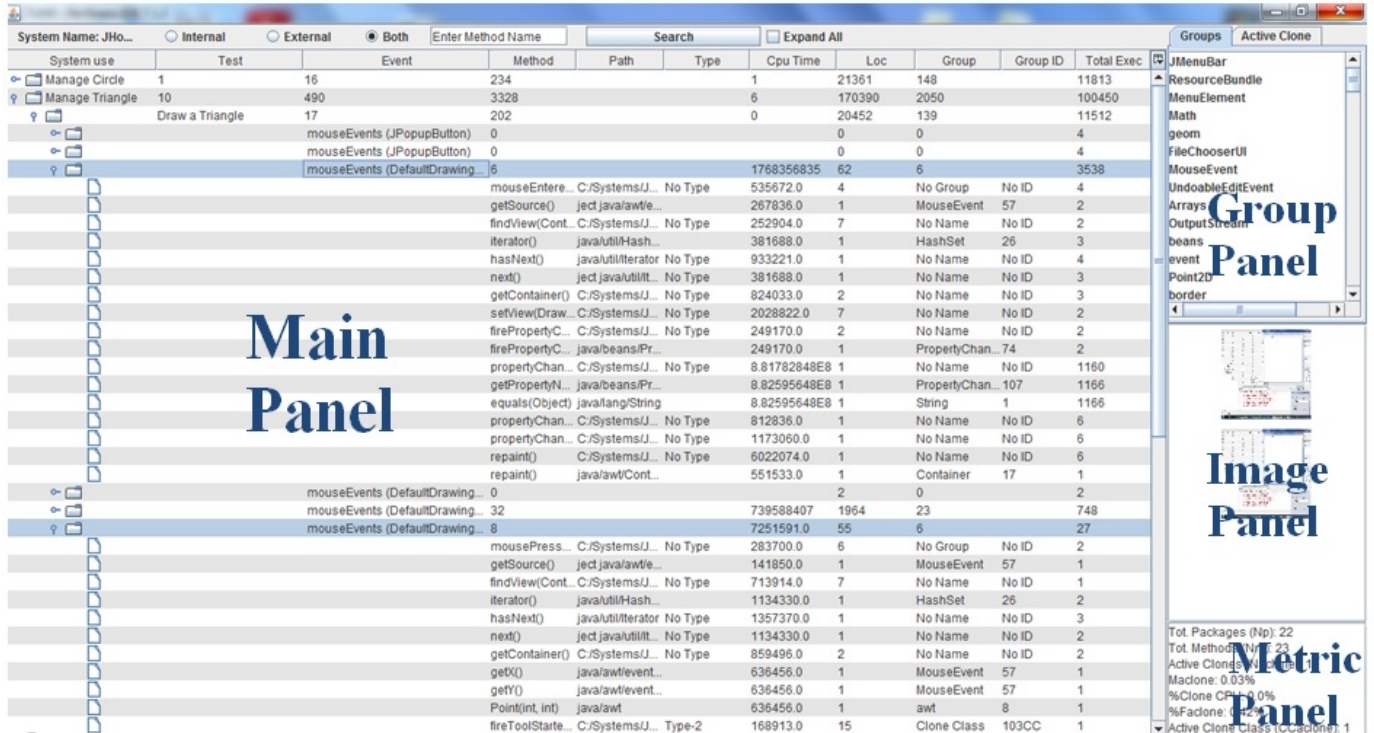 System Name: JHo... Internal External Both Enter Method Name Search Expand All Groups Active Clone
System use Test Event Method Path Type Cpu Time Loc Group Group ID Total Exec
Manage Circle 1 16 234 1 21361 148 11813
Manage Triangle 10 490 3328 6 170390 2050 100450
Draw a Triangle 17 202 0 20452 139 11512
mouseEvents (JPopupButton) 0 0 0 4
mouseEvents (JPopupButton) 0 0 0 4
mouseEvents (DefaultDrawing... 6 1768356835 62 6 3538
mouseEntere... C:/Systems/J... No Type 535672.0 4 No Group No ID 4
getSource() ject java/awt/e... 267836.0 1 MouseEvent 57 2
findView(Cont... C:/Systems/J... No Type 252904.0 7 No Name No ID 2
iterator() java/util/Hash... 381688.0 1 HashSet 26 3
hasNext() java/util/Iterator No Type 933221.0 1 No Name No ID 4
next() ject java/util/It... No Type 381688.0 1 No Name No ID 3
getContainer() C:/Systems/J... No Type 824033.0 2 No Name No ID 3
setView(Draw... C:/Systems/J... No Type 2028822.0 7 No Name No ID 2
firePropertyC... C:/Systems/J... No Type 249170.0 2 No Name No ID 2
firePropertyC... java/beans/Pr... 249170.0 1 PropertyChan... 74 2
propertyChan... C:/Systems/J... No Type 8.81782848E8 1 No Name No ID 1160
getPropertyN... java/beans/Pr... 8.82595648E8 1 PropertyChan... 107 1166
equals(Object) java/lang/String 8.82595648E8 1 String 1 1166
propertyChan... C:/Systems/J... No Type 812836.0 1 No Name No ID 6
propertyChan... C:/Systems/J... No Type 1173060.0 1 No Name No ID 6
repaint() C:/Systems/J... No Type 6022074.0 1 No Name No ID 6
repaint() java/awt/Cont... 551533.0 1 Container 17 1
mouseEvents (DefaultDrawing... 0 2 0 2
mouseEvents (DefaultDrawing... 32 739588407 1964 23 748
mouseEvents (DefaultDrawing... 8 7251591.0 55 6 27
mousePress... C:/Systems/J... No Type 283700.0 6 No Group No ID 2
getSource() ject java/awt/e... 141850.0 1 MouseEvent 57 1
findView(Cont... C:/Systems/J... No Type 713914.0 7 No Name No ID 1
iterator() java/util/Hash... 1134330.0 1 HashSet 26 2
hasNext() java/util/Iterator No Type 1357370.0 1 No Name No ID 3
next() ject java/util/It... No Type 1134330.0 1 No Name No ID 2
getContainer() C:/Systems/J... No Type 859496.0 2 No Name No ID 2
getX() java/awt/event... 636456.0 1 MouseEvent 57 1
getY() java/awt/event... 636456.0 1 MouseEvent 57 1
Point(int, int) java/awt 636456.0 1 awt 8 1
fireToolStarte... C:/Systems/J... Type-2 168913.0 15 Clone Class 103CC 1
Main
Panel
JMenuBar
ResourceBundle
MenuElement
Math
geom
FileChooserUI
MouseEvent
UndoableEditEvent
Arrays
OutputStream
beans
event
Point2D
border
Group
Panel
Image
Panel
Tot. Packages (Np): 22
Tot. Methods 23
Active Clones
Maclone: 0.03%
%Clone CPU: 0.0%
%Faclone:
Active Clone Class (CCaclone): 1
Metric
Panel